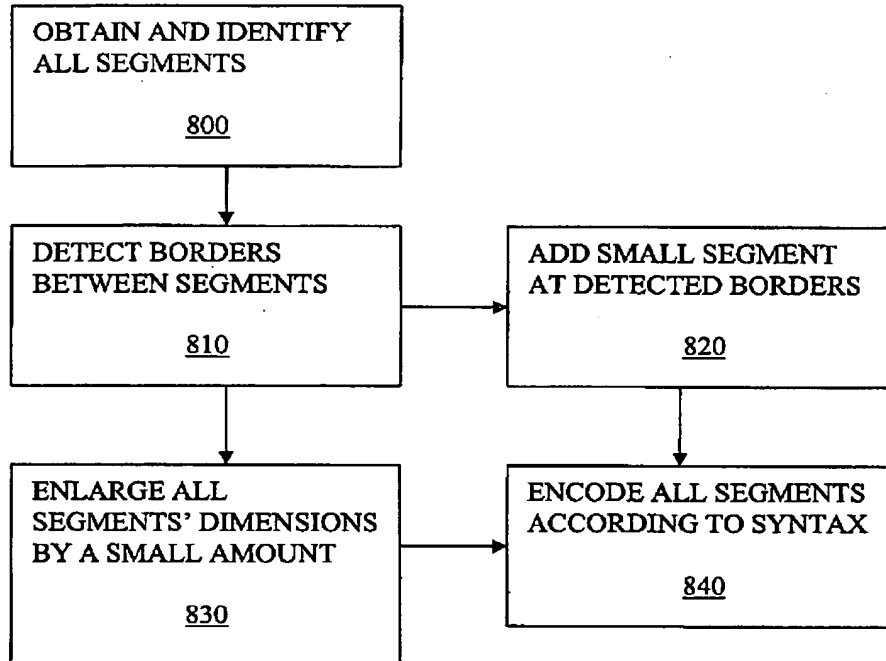 OBTAIN AND IDENTIFY
ALL SEGMENTS
800
DETECT BORDERS
BETWEEN SEGMENTS
810
ADD SMALL SEGMENT
AT DETECTED BORDERS
820
ENLARGE ALL
SEGMENTS' DIMENSIONS
BY A SMALL AMOUNT
830
ENCODE ALL SEGMENTS
ACCORDING TO SYNTAX
840